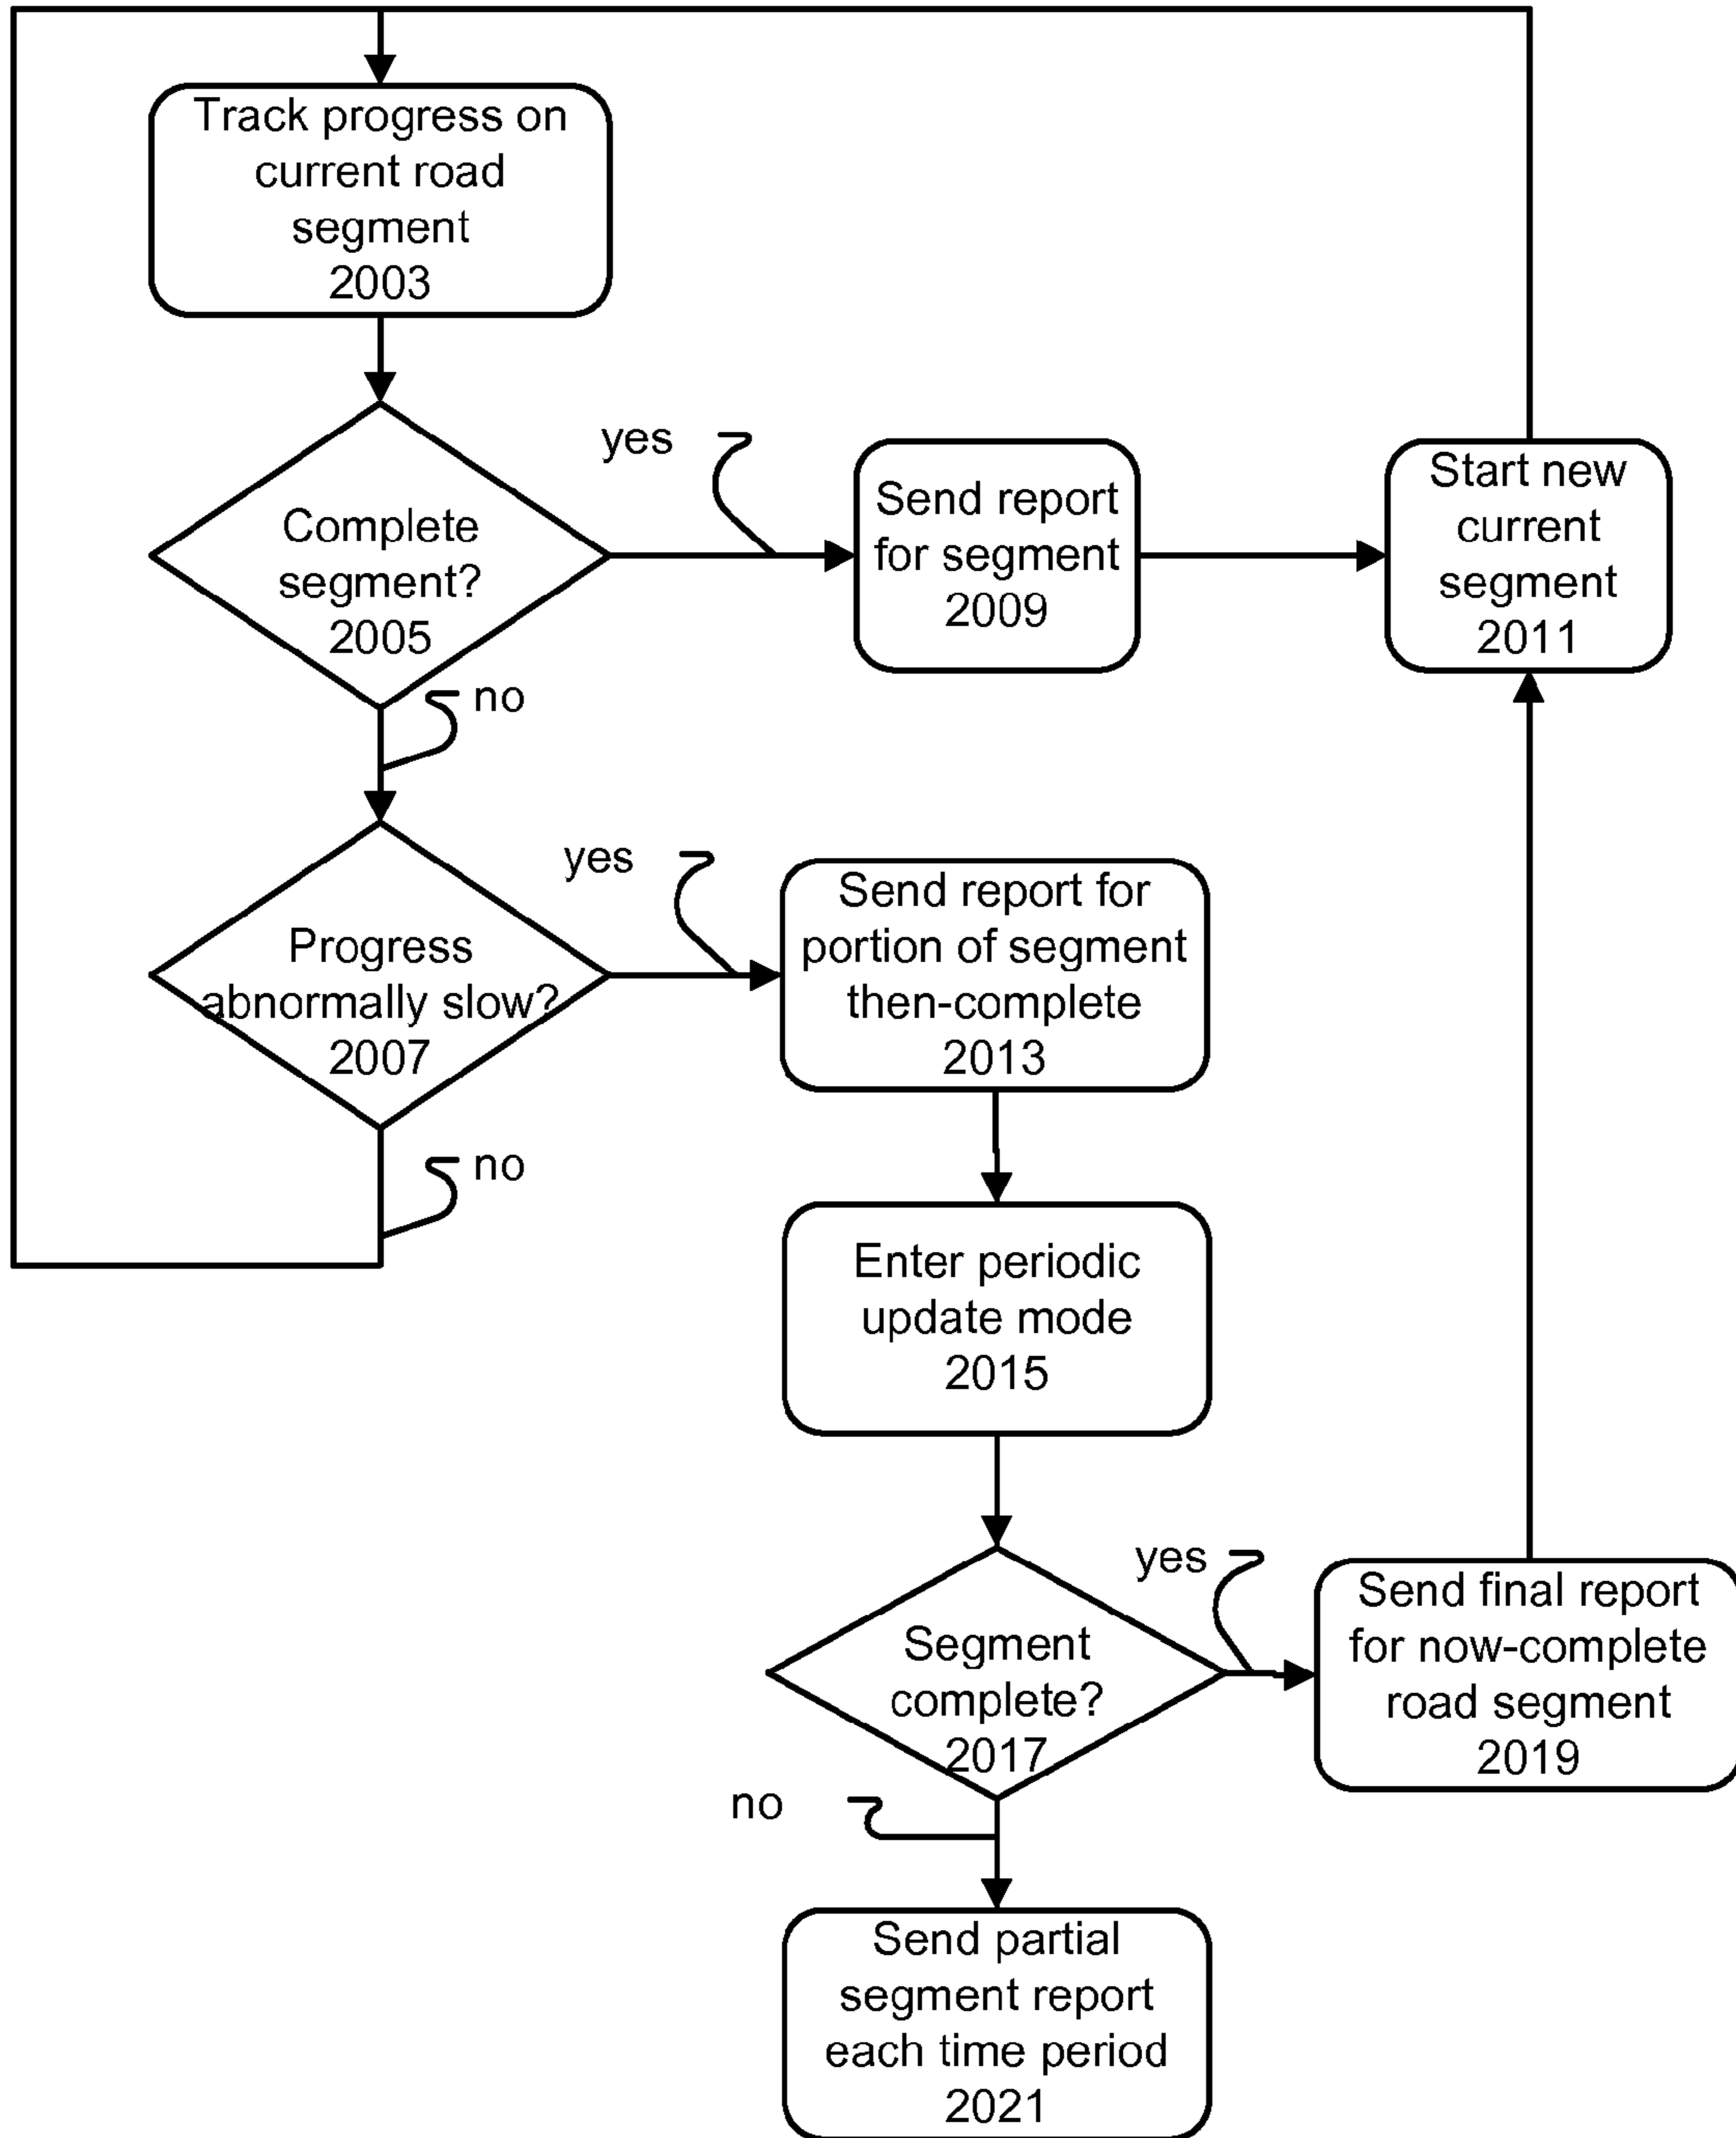 Track progress on
current road
segment
2003
Complete
segment?
2005
yes
Send report
for segment
2009
Start new
current
segment
2011
no
Progress
abnormally slow?
2007
yes
Send report for
portion of segment
then-complete
2013
no
Enter periodic
update mode
2015
Segment
complete?
2017
yes
Send final report
for now-complete
road segment
2019
no
Send partial
segment report
each time period
2021